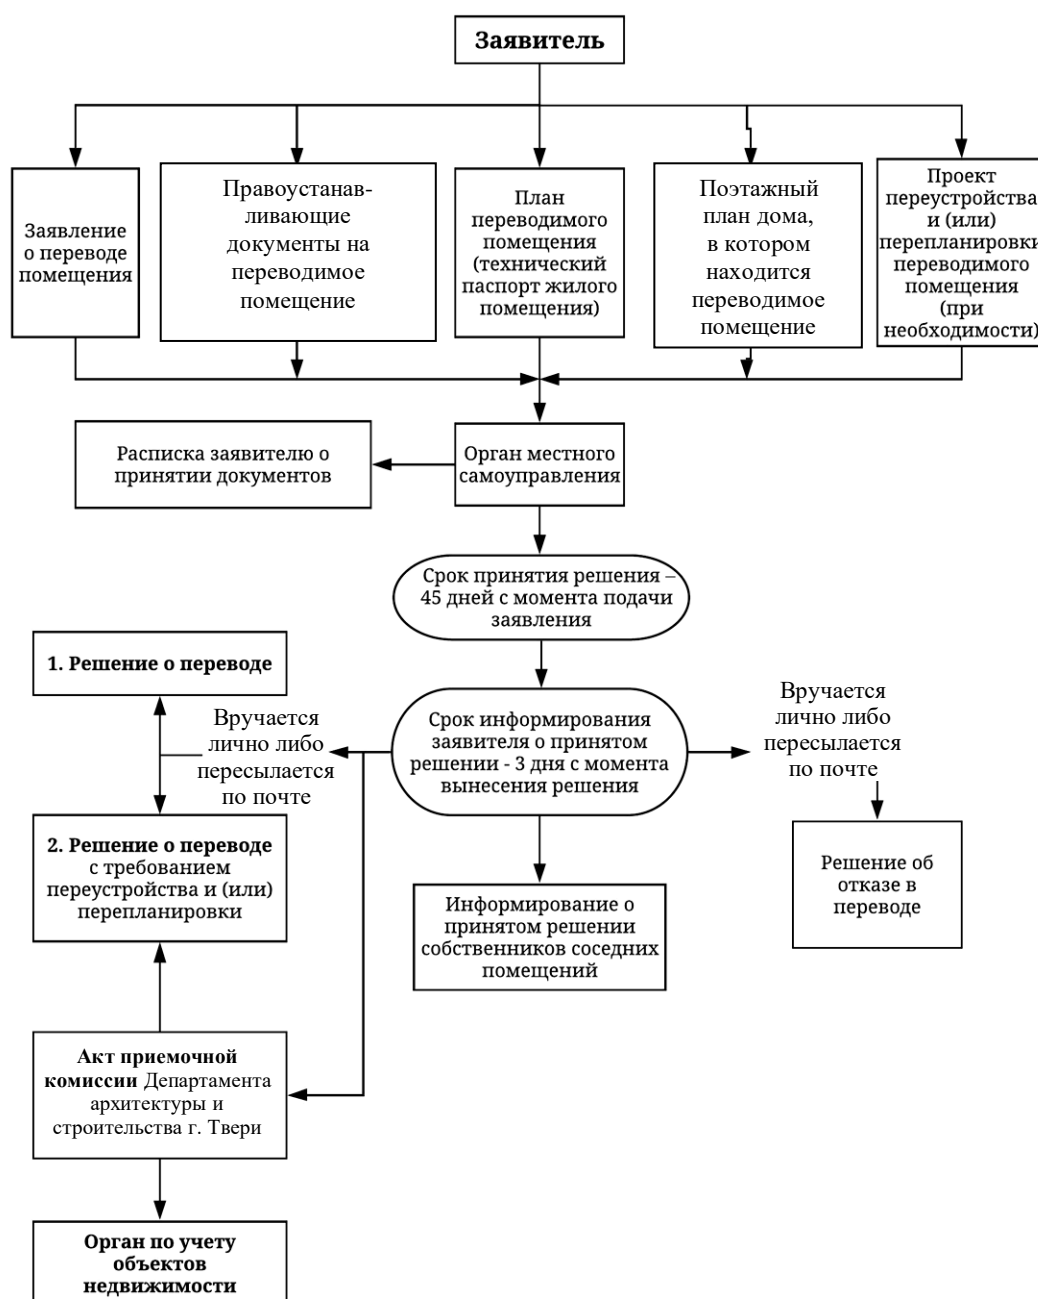 Заявитель
Заявление
о переводе
помещения
Правоустанав-
ливающие
документы на
переводимое
помещение
План
переводимого
помещения
(технический
паспорт жилого
помещения)
Поэтажный
план дома,
в котором
находится
переводимое
помещение
Проект
переустройства
и (или)
перепланировки
переводимого
помещения
(при
необходимости)
Расписка заявителю о
принятии документов
Орган местного
самоуправления
Срок принятия решения –
45 дней с момента подачи
заявления
1. Решение о переводе
Вручается
лично либо
пересылается
по почте
Срок информирования
заявителя о принятом
решении - 3 дня с момента
вынесения решения
Вручается
лично либо
пересылается
по почте
2. Решение о переводе
с требованием
переустройства и (или)
перепланировки
Информирование о
принятом решении
собственников соседних
помещений
Решение об
отказе в
переводе
Акт приемочной
комиссии Департамента
архитектуры и
строительства г. Твери
Орган по учету
объектов
недвижимости